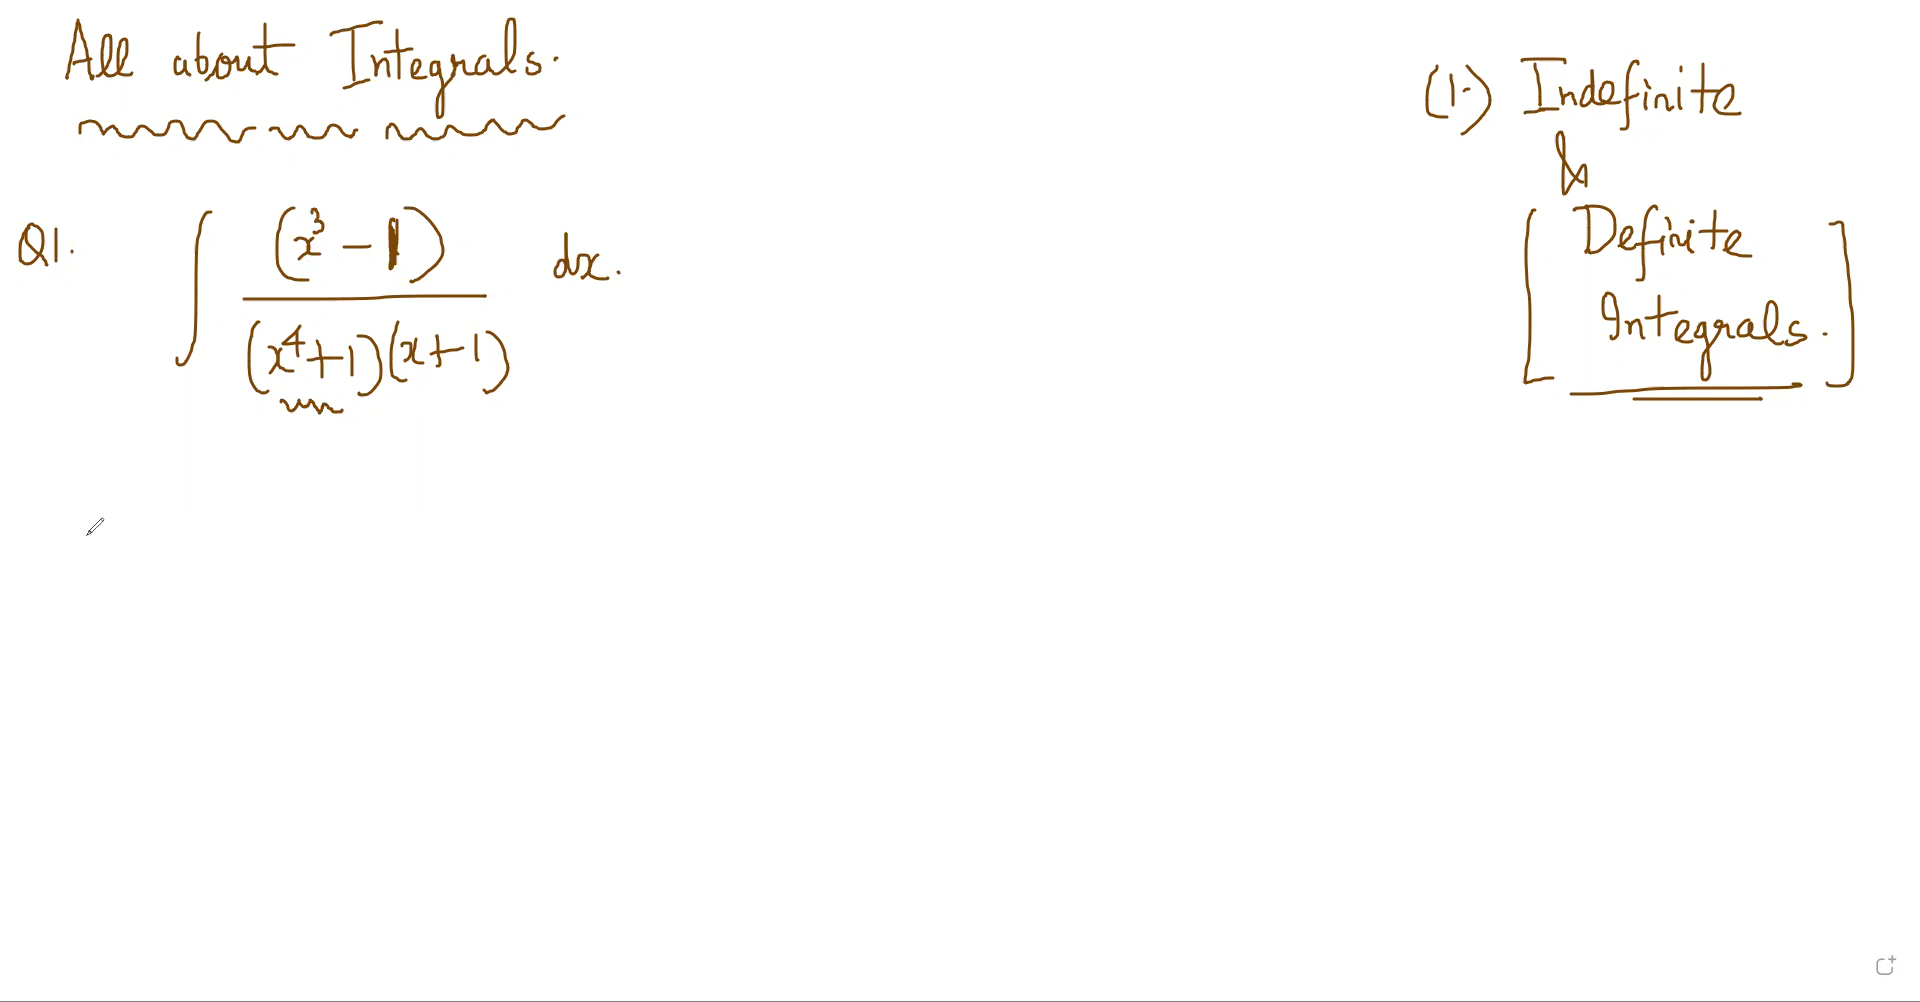 All about Integrals.
Q1. ∫ (x³ - 1) / (x⁴+1)(x+1) dx.
(1.) Indefinite
&
[ Definite
Integrals. ]